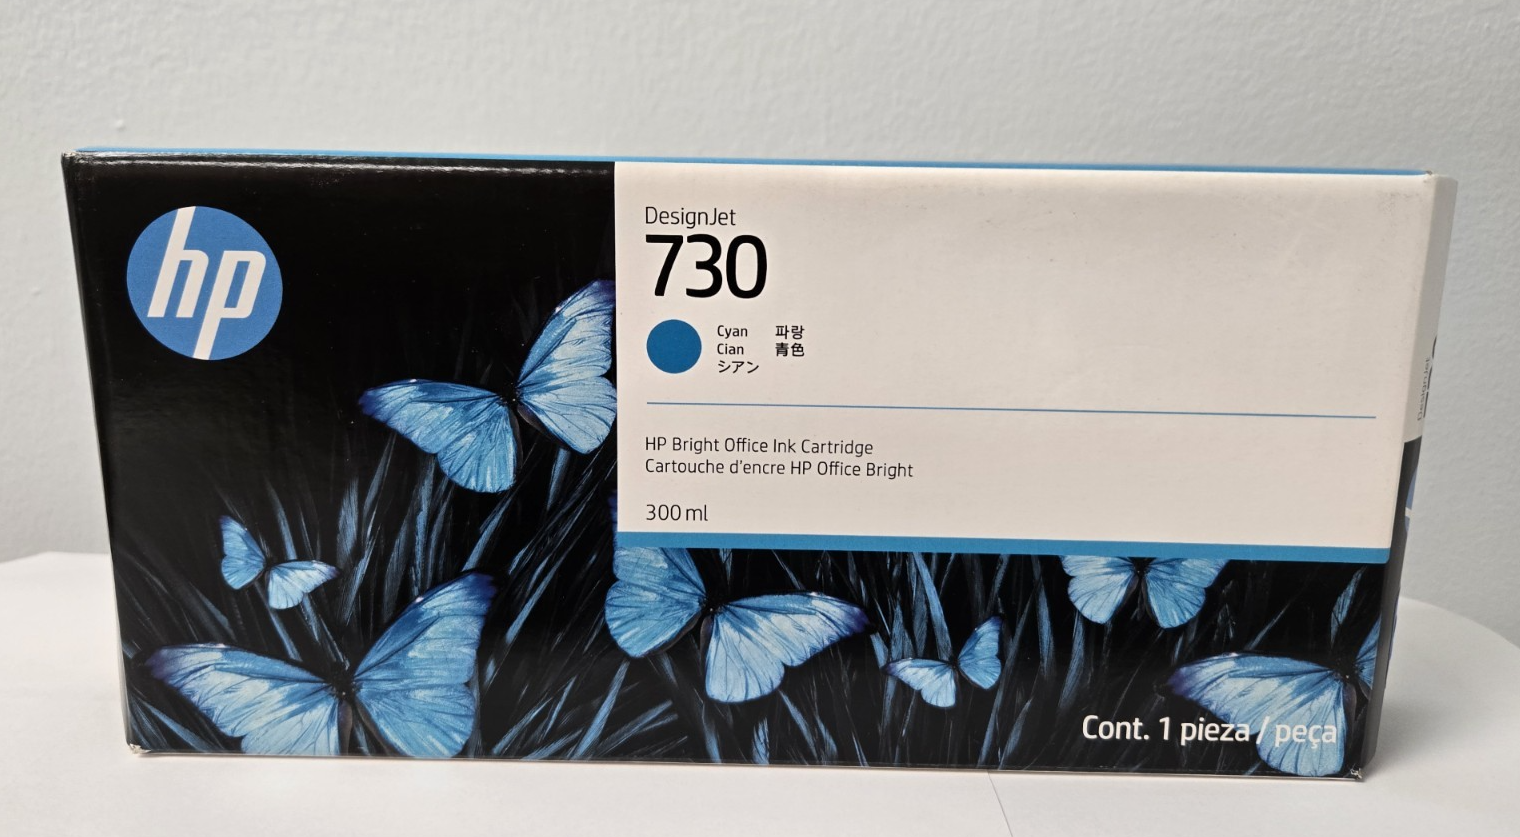 hp
DesignJet
730
Cyan 파랑
Cian 青色
シアン
HP Bright Office Ink Cartridge
Cartouche d'encre HP Office Bright
300 ml
Cont. 1 pieza / peça
DesignJet